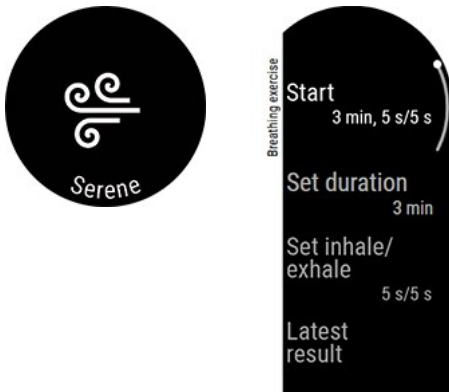 Serene
Breathing exercise
Start
3 min, 5 s/5 s
Set duration
3 min
Set inhale/
exhale
5 s/5 s
Latest
result